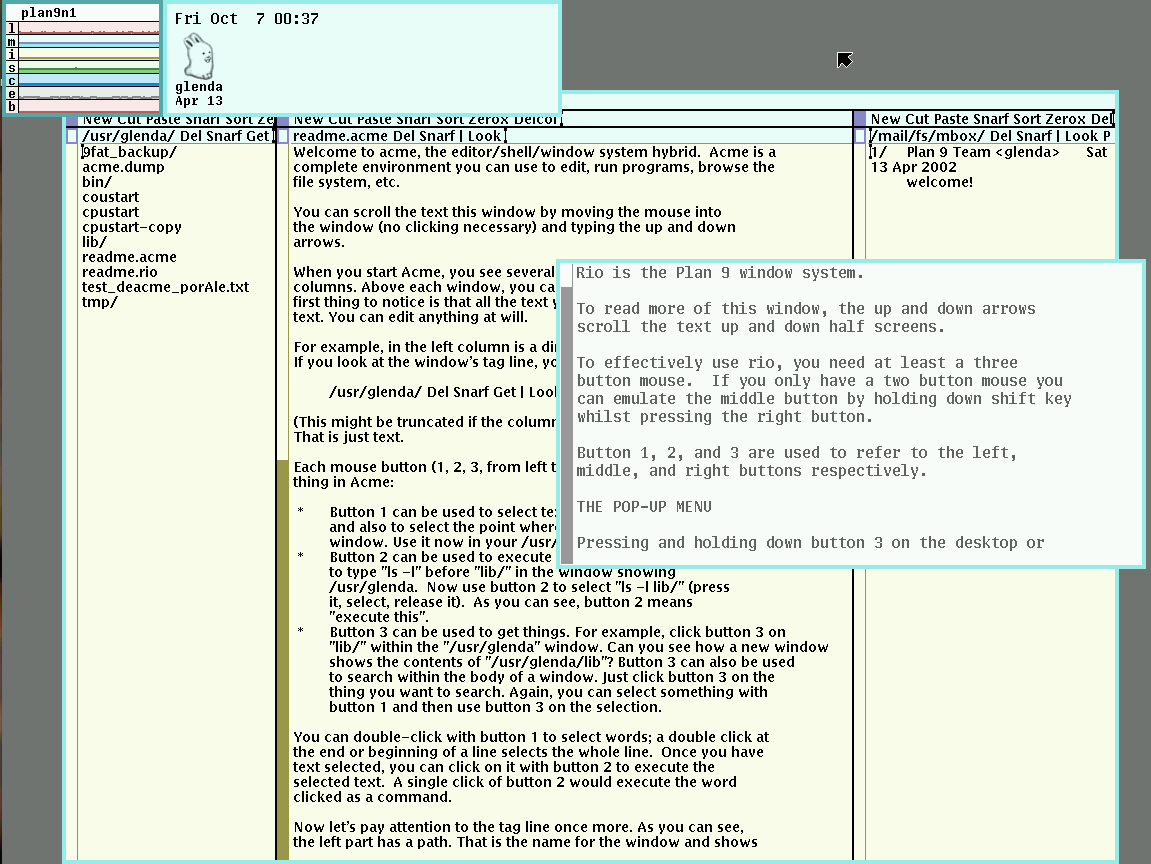 plan9n1
l
m
i
s
c
e
b
Fri Oct  7 00:37
glenda
Apr 13
New Cut Paste Snarf Sort Ze
/usr/glenda/ Del Snarf Get
9fat_backup/
acme.dump
bin/
coustart
cpustart
cpustart-copy
lib/
readme.acme
readme.rio
test_deacme_porAle.txt
tmp/
New Cut Paste Snarf Sort Zerox Delcol
readme.acme Del Snarf | Look
Welcome to acme, the editor/shell/window system hybrid.  Acme is a
complete environment you can use to edit, run programs, browse the
file system, etc.
You can scroll the text this window by moving the mouse into
the window (no clicking necessary) and typing the up and down
arrows.
When you start Acme, you see several
columns. Above each window, you ca
first thing to notice is that all the text y
text. You can edit anything at will.
For example, in the left column is a di
If you look at the window's tag line, yo
/usr/glenda/ Del Snarf Get | Look
(This might be truncated if the column
That is just text.
Each mouse button (1, 2, 3, from left t
thing in Acme:
* Button 1 can be used to select te
and also to select the point where
window. Use it now in your /usr/
* Button 2 can be used to execute
to type "ls -l" before "lib/" in the window showing
/usr/glenda.  Now use button 2 to select "ls -l lib/" (press
it, select, release it).  As you can see, button 2 means
"execute this".
* Button 3 can be used to get things. For example, click button 3 on
"lib/" within the "/usr/glenda" window. Can you see how a new window
shows the contents of "/usr/glenda/lib"? Button 3 can also be used
to search within the body of a window. Just click button 3 on the
thing you want to search. Again, you can select something with
button 1 and then use button 3 on the selection.
You can double-click with button 1 to select words; a double click at
the end or beginning of a line selects the whole line.  Once you have
text selected, you can click on it with button 2 to execute the
selected text.  A single click of button 2 would execute the word
clicked as a command.
Now let's pay attention to the tag line once more. As you can see,
the left part has a path. That is the name for the window and shows
New Cut Paste Snarf Sort Zerox Del
/mail/fs/mbox/ Del Snarf | Look P
1/ Plan 9 Team <glenda> Sat
13 Apr 2002
welcome!
Rio is the Plan 9 window system.
To read more of this window, the up and down arrows
scroll the text up and down half screens.
To effectively use rio, you need at least a three
button mouse.  If you only have a two button mouse you
can emulate the middle button by holding down shift key
whilst pressing the right button.
Button 1, 2, and 3 are used to refer to the left,
middle, and right buttons respectively.
THE POP-UP MENU
Pressing and holding down button 3 on the desktop or